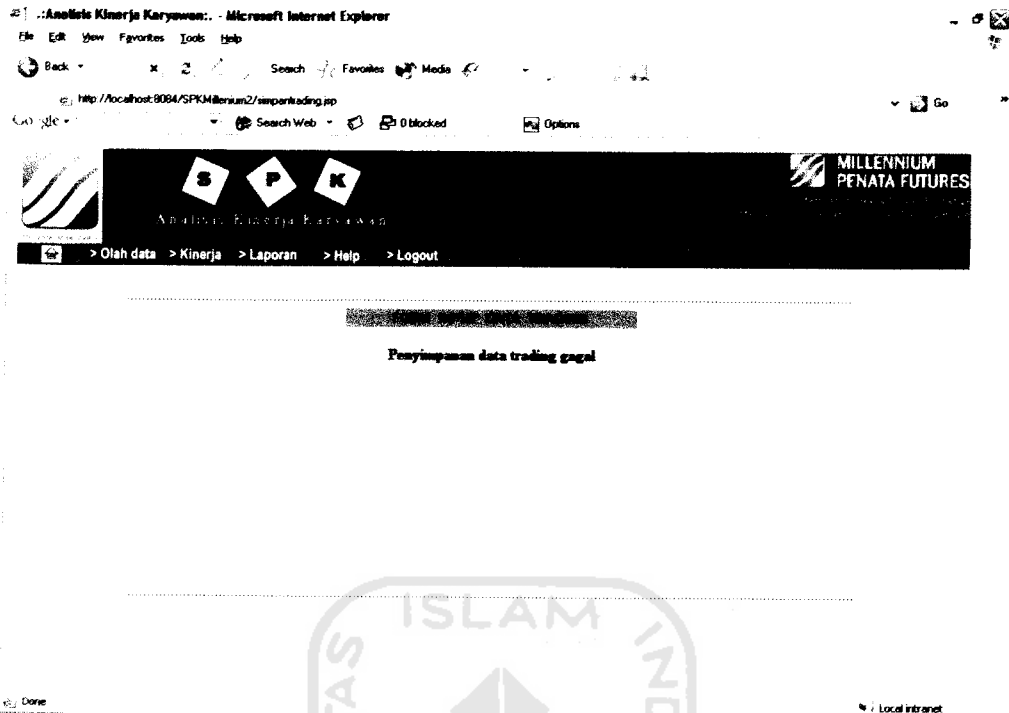 .:Analisis Kinerja Karyawan:. - Microsoft Internet Explorer
File Edit View Favorites Tools Help
Back Search Favorites Media
http://localhost:8084/SPKMillenium2/simpantrading.jsp Go
Google Search Web 0 blocked Options
S P K
Analisis Kinerja Karyawan
MILLENNIUM
PENATA FUTURES
> Olah data > Kinerja > Laporan > Help > Logout
Penyimpanan data trading gagal
ISLAM
Done
Local intranet